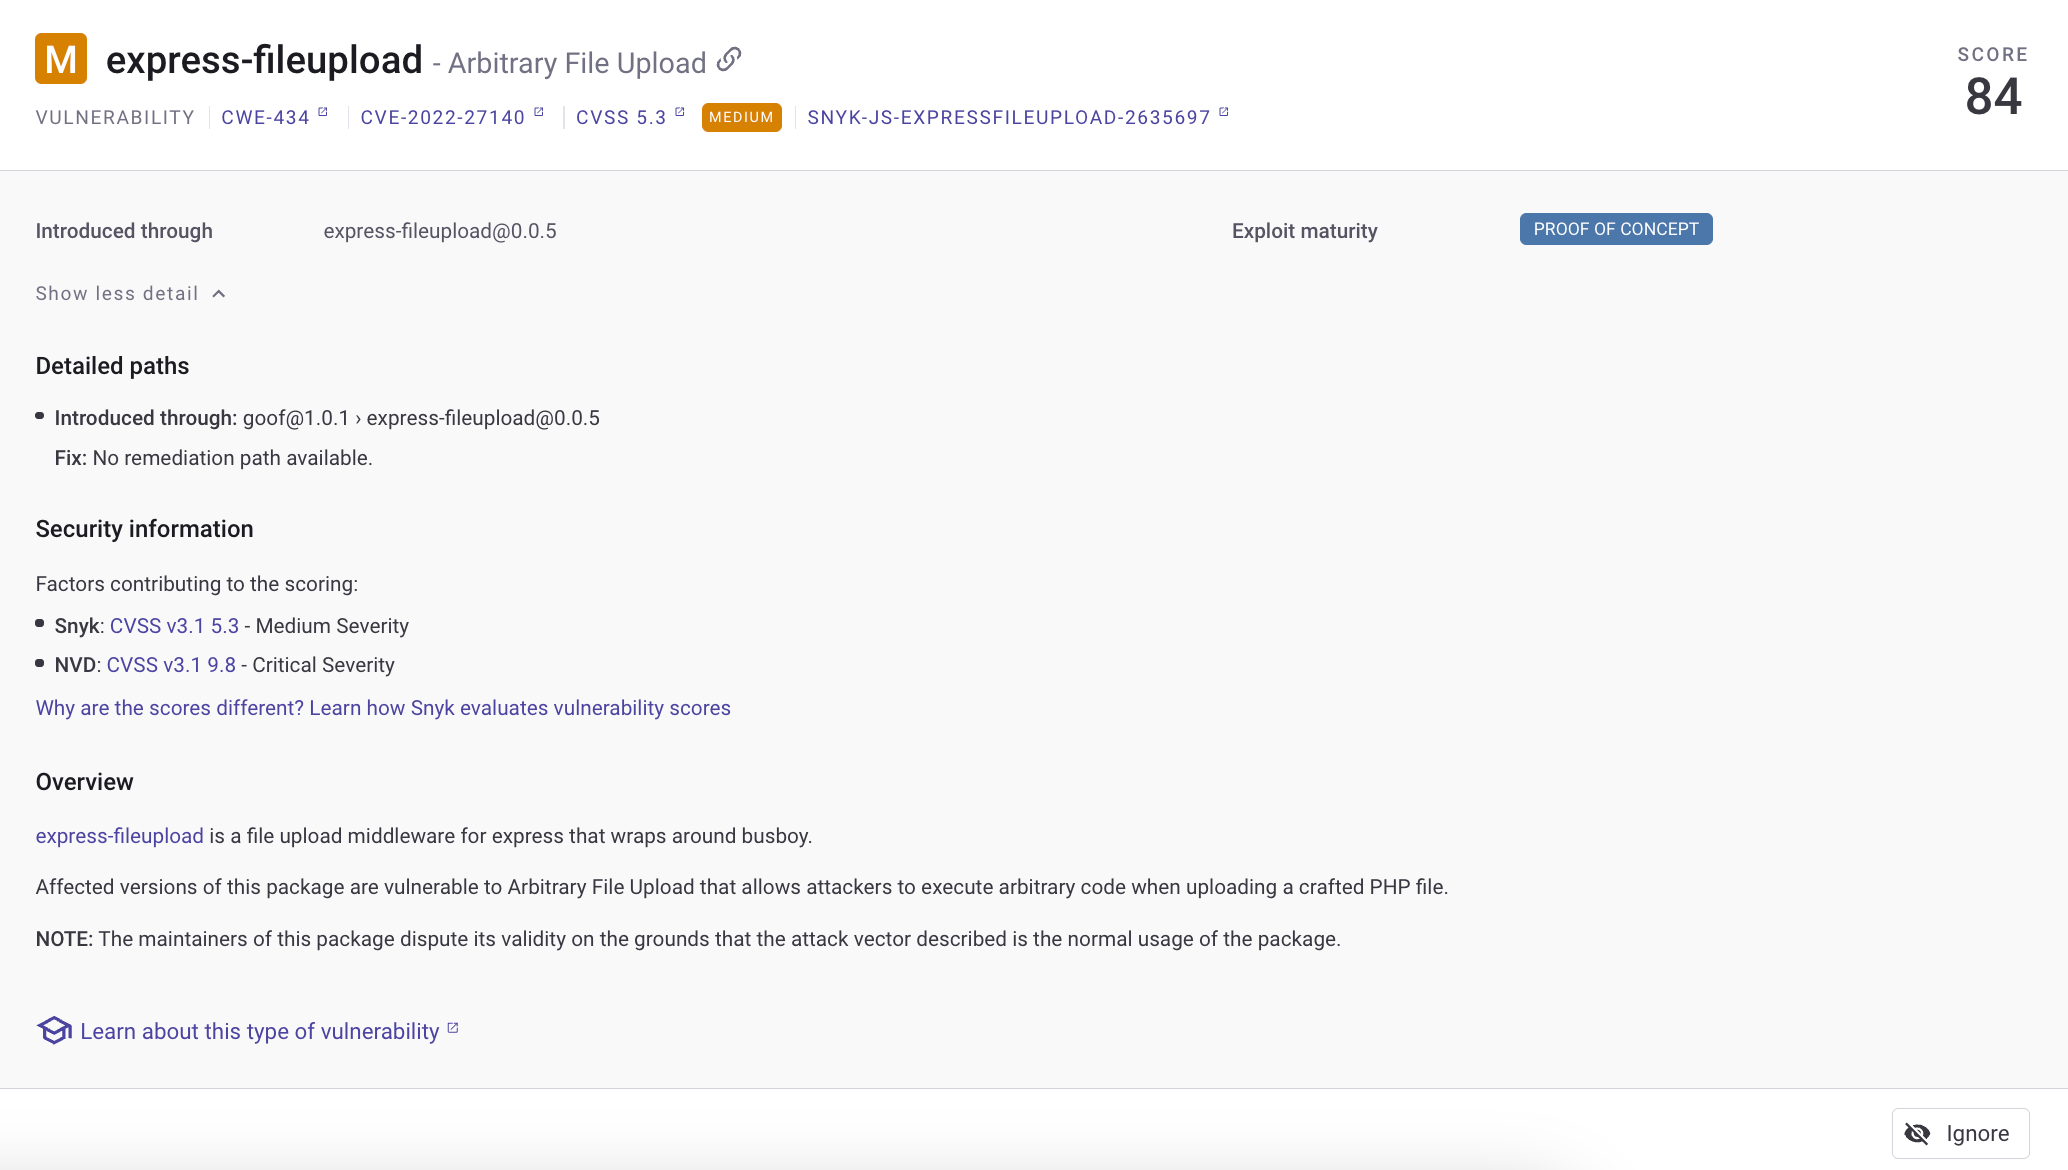 M express-fileupload - Arbitrary File Upload
SCORE
84
VULNERABILITY CWE-434 CVE-2022-27140 CVSS 5.3 MEDIUM SNYK-JS-EXPRESSFILEUPLOAD-2635697
Introduced through express-fileupload@0.0.5 Exploit maturity PROOF OF CONCEPT
Show less detail
Detailed paths
Introduced through: goof@1.0.1 › express-fileupload@0.0.5
Fix: No remediation path available.
Security information
Factors contributing to the scoring:
Snyk: CVSS v3.1 5.3 - Medium Severity
NVD: CVSS v3.1 9.8 - Critical Severity
Why are the scores different? Learn how Snyk evaluates vulnerability scores
Overview
express-fileupload is a file upload middleware for express that wraps around busboy.
Affected versions of this package are vulnerable to Arbitrary File Upload that allows attackers to execute arbitrary code when uploading a crafted PHP file.
NOTE: The maintainers of this package dispute its validity on the grounds that the attack vector described is the normal usage of the package.
Learn about this type of vulnerability
Ignore